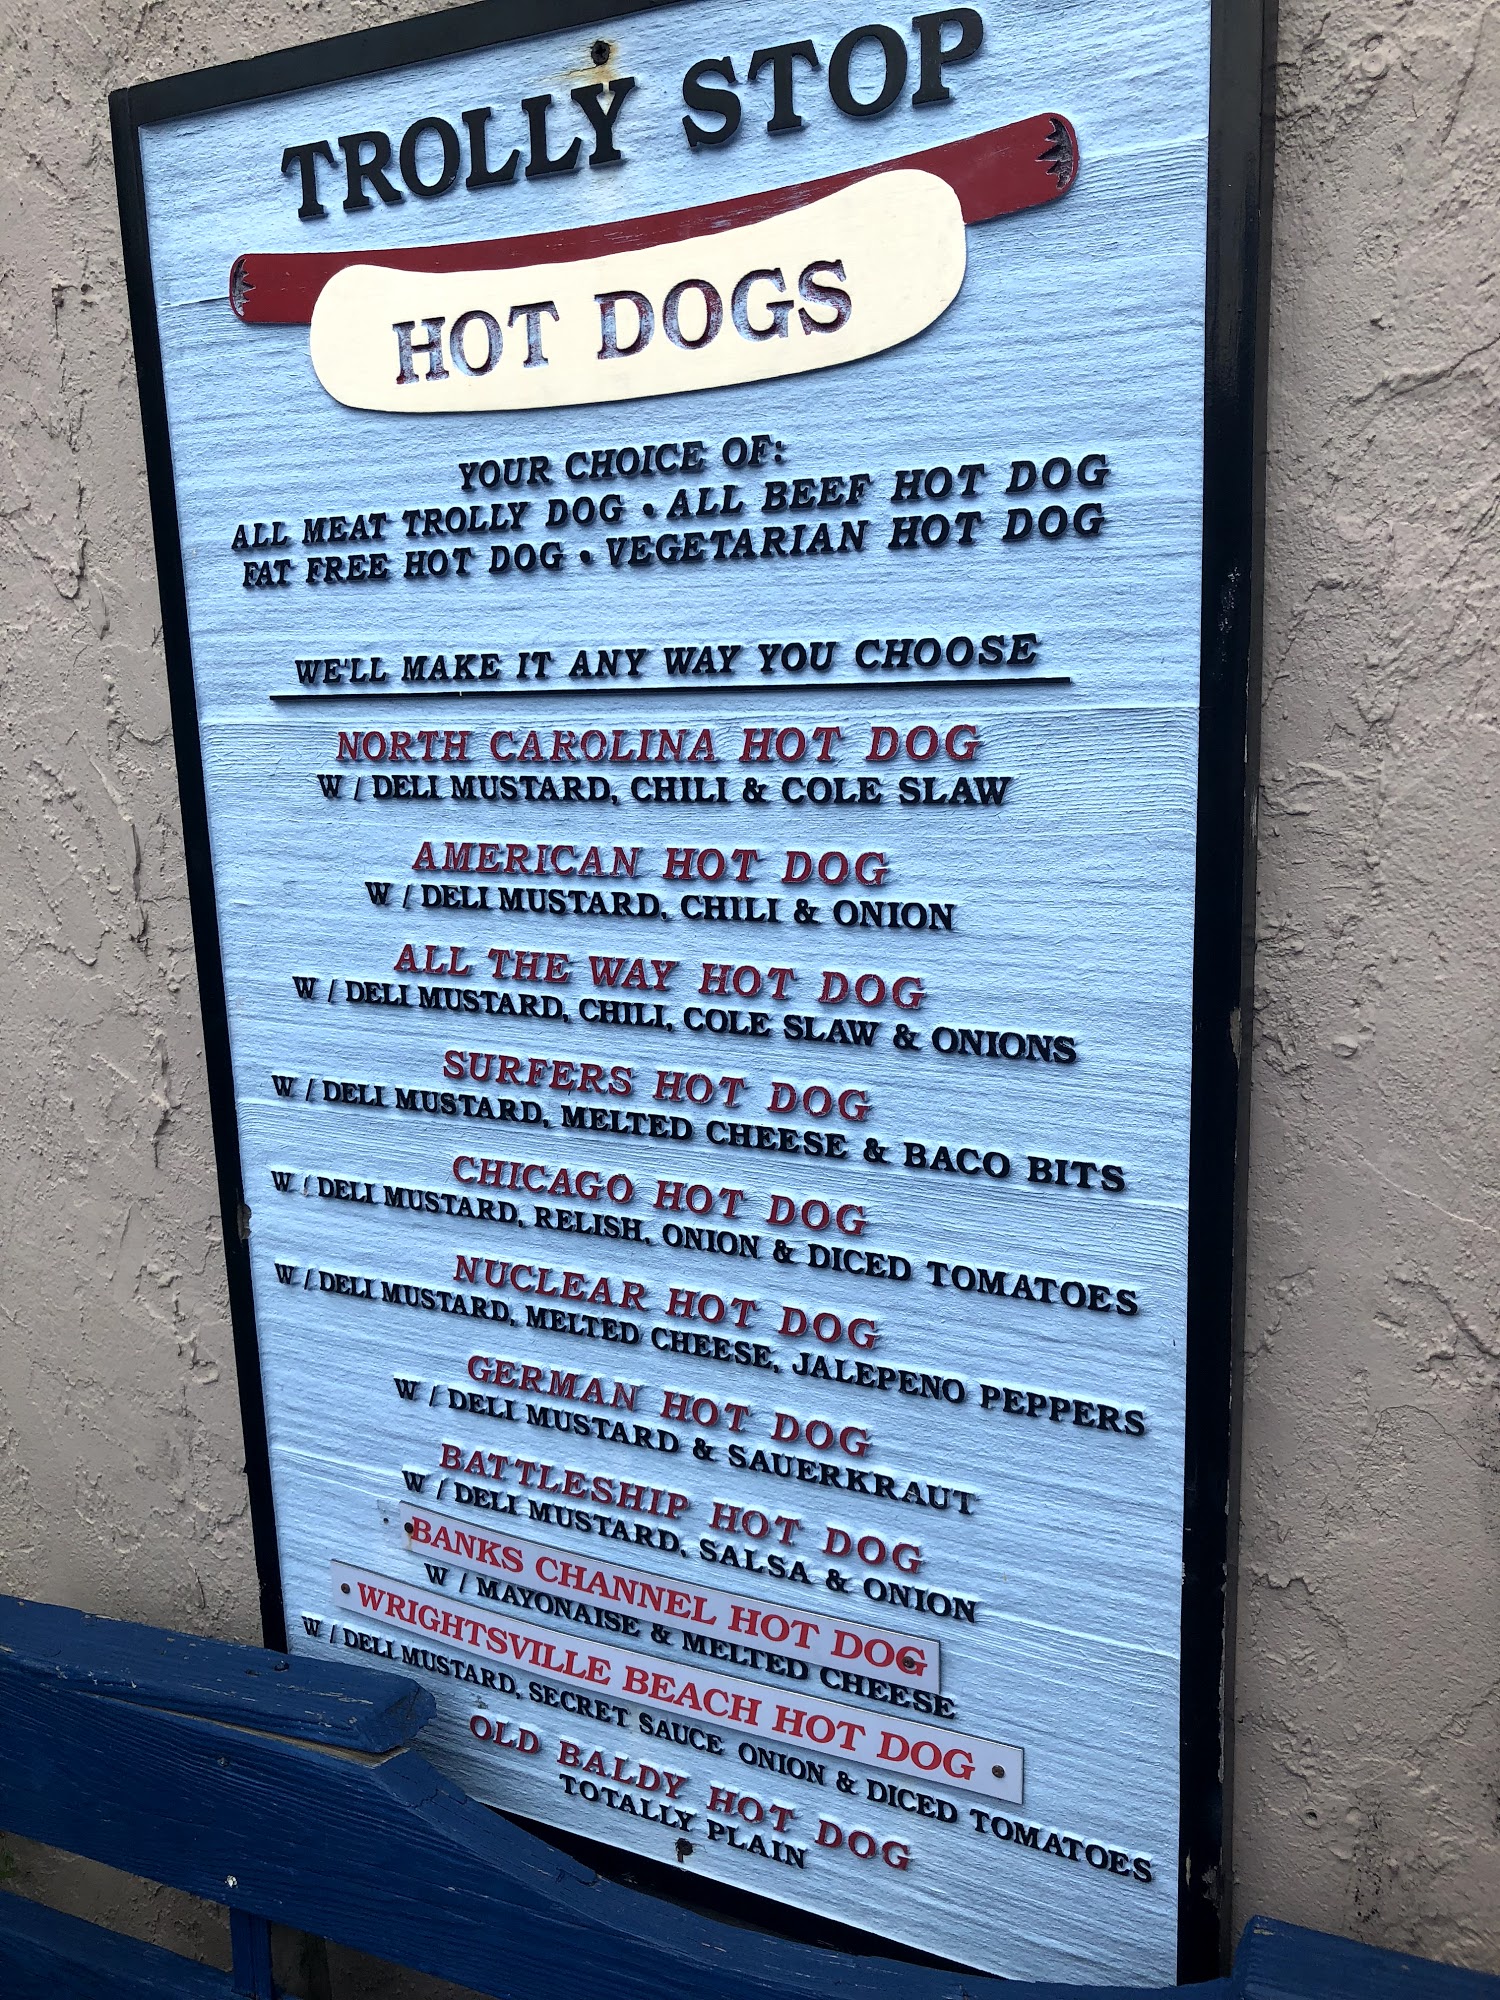 TROLLY STOP
HOT DOGS
YOUR CHOICE OF:
ALL MEAT TROLLY DOG • ALL BEEF HOT DOG
FAT FREE HOT DOG • VEGETARIAN HOT DOG
WE'LL MAKE IT ANY WAY YOU CHOOSE
NORTH CAROLINA HOT DOG
W / DELI MUSTARD, CHILI & COLE SLAW
AMERICAN HOT DOG
W / DELI MUSTARD, CHILI & ONION
ALL THE WAY HOT DOG
W / DELI MUSTARD, CHILI, COLE SLAW & ONIONS
SURFERS HOT DOG
W / DELI MUSTARD, MELTED CHEESE & BACO BITS
CHICAGO HOT DOG
W / DELI MUSTARD, RELISH, ONION & DICED TOMATOES
NUCLEAR HOT DOG
W / DELI MUSTARD, MELTED CHEESE, JALEPENO PEPPERS
GERMAN HOT DOG
W / DELI MUSTARD & SAUERKRAUT
BATTLESHIP HOT DOG
W / DELI MUSTARD, SALSA & ONION
BANKS CHANNEL HOT DOG
W / MAYONAISE & MELTED CHEESE
WRIGHTSVILLE BEACH HOT DOG
W / DELI MUSTARD, SECRET SAUCE ONION & DICED TOMATOES
OLD BALDY HOT DOG
TOTALLY PLAIN